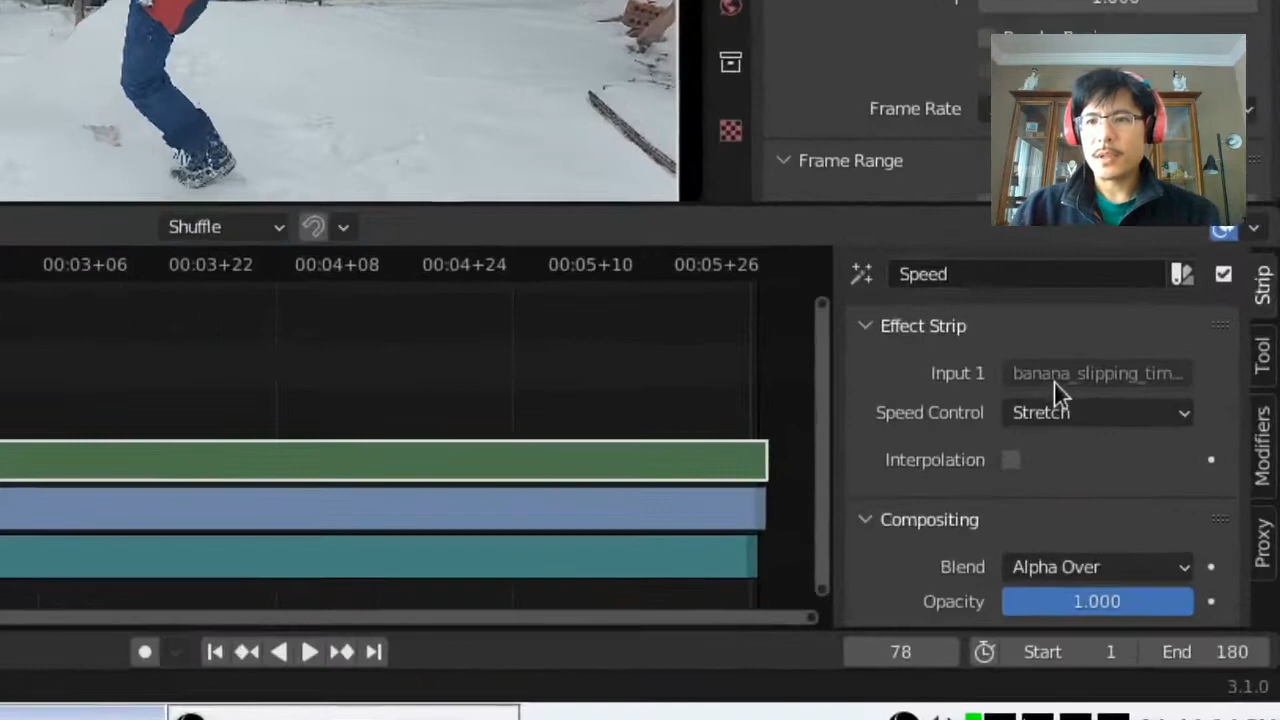 1.000
Frame Rate
Frame Range
Shuffle
00:03+06 00:03+22 00:04+08 00:04+24 00:05+10 00:05+26
Speed
Strip
Effect Strip
Input 1 banana_slipping_tim...
Tool
Speed Control Stretch
Interpolation
Modifiers
Compositing
Proxy
Blend Alpha Over
Opacity 1.000
78 Start 1 End 180
3.1.0